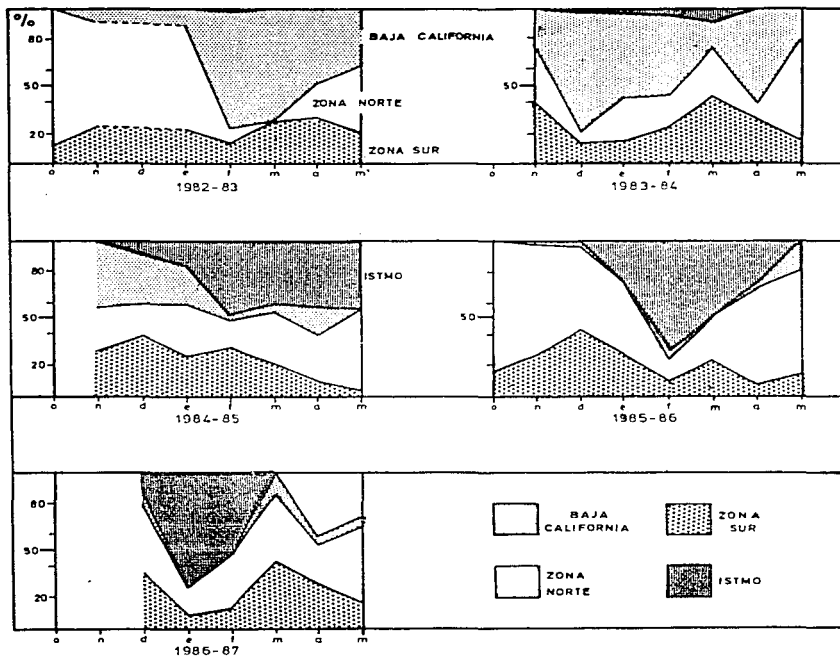 %
80
50
20
BAJA CALIFORNIA
ZONA NORTE
ZONA SUR
o n d e f m a m
1982-83
50
o n d e f m a m
1983-84
80
50
20
ISTMO
o n d e f m a m
1984-85
50
o n d e f m a m
1985-86
80
50
20
o n d e f m a m
1986-87
BAJA
CALIFORNIA
ZONA
SUR
ZONA
NORTE
ISTMO